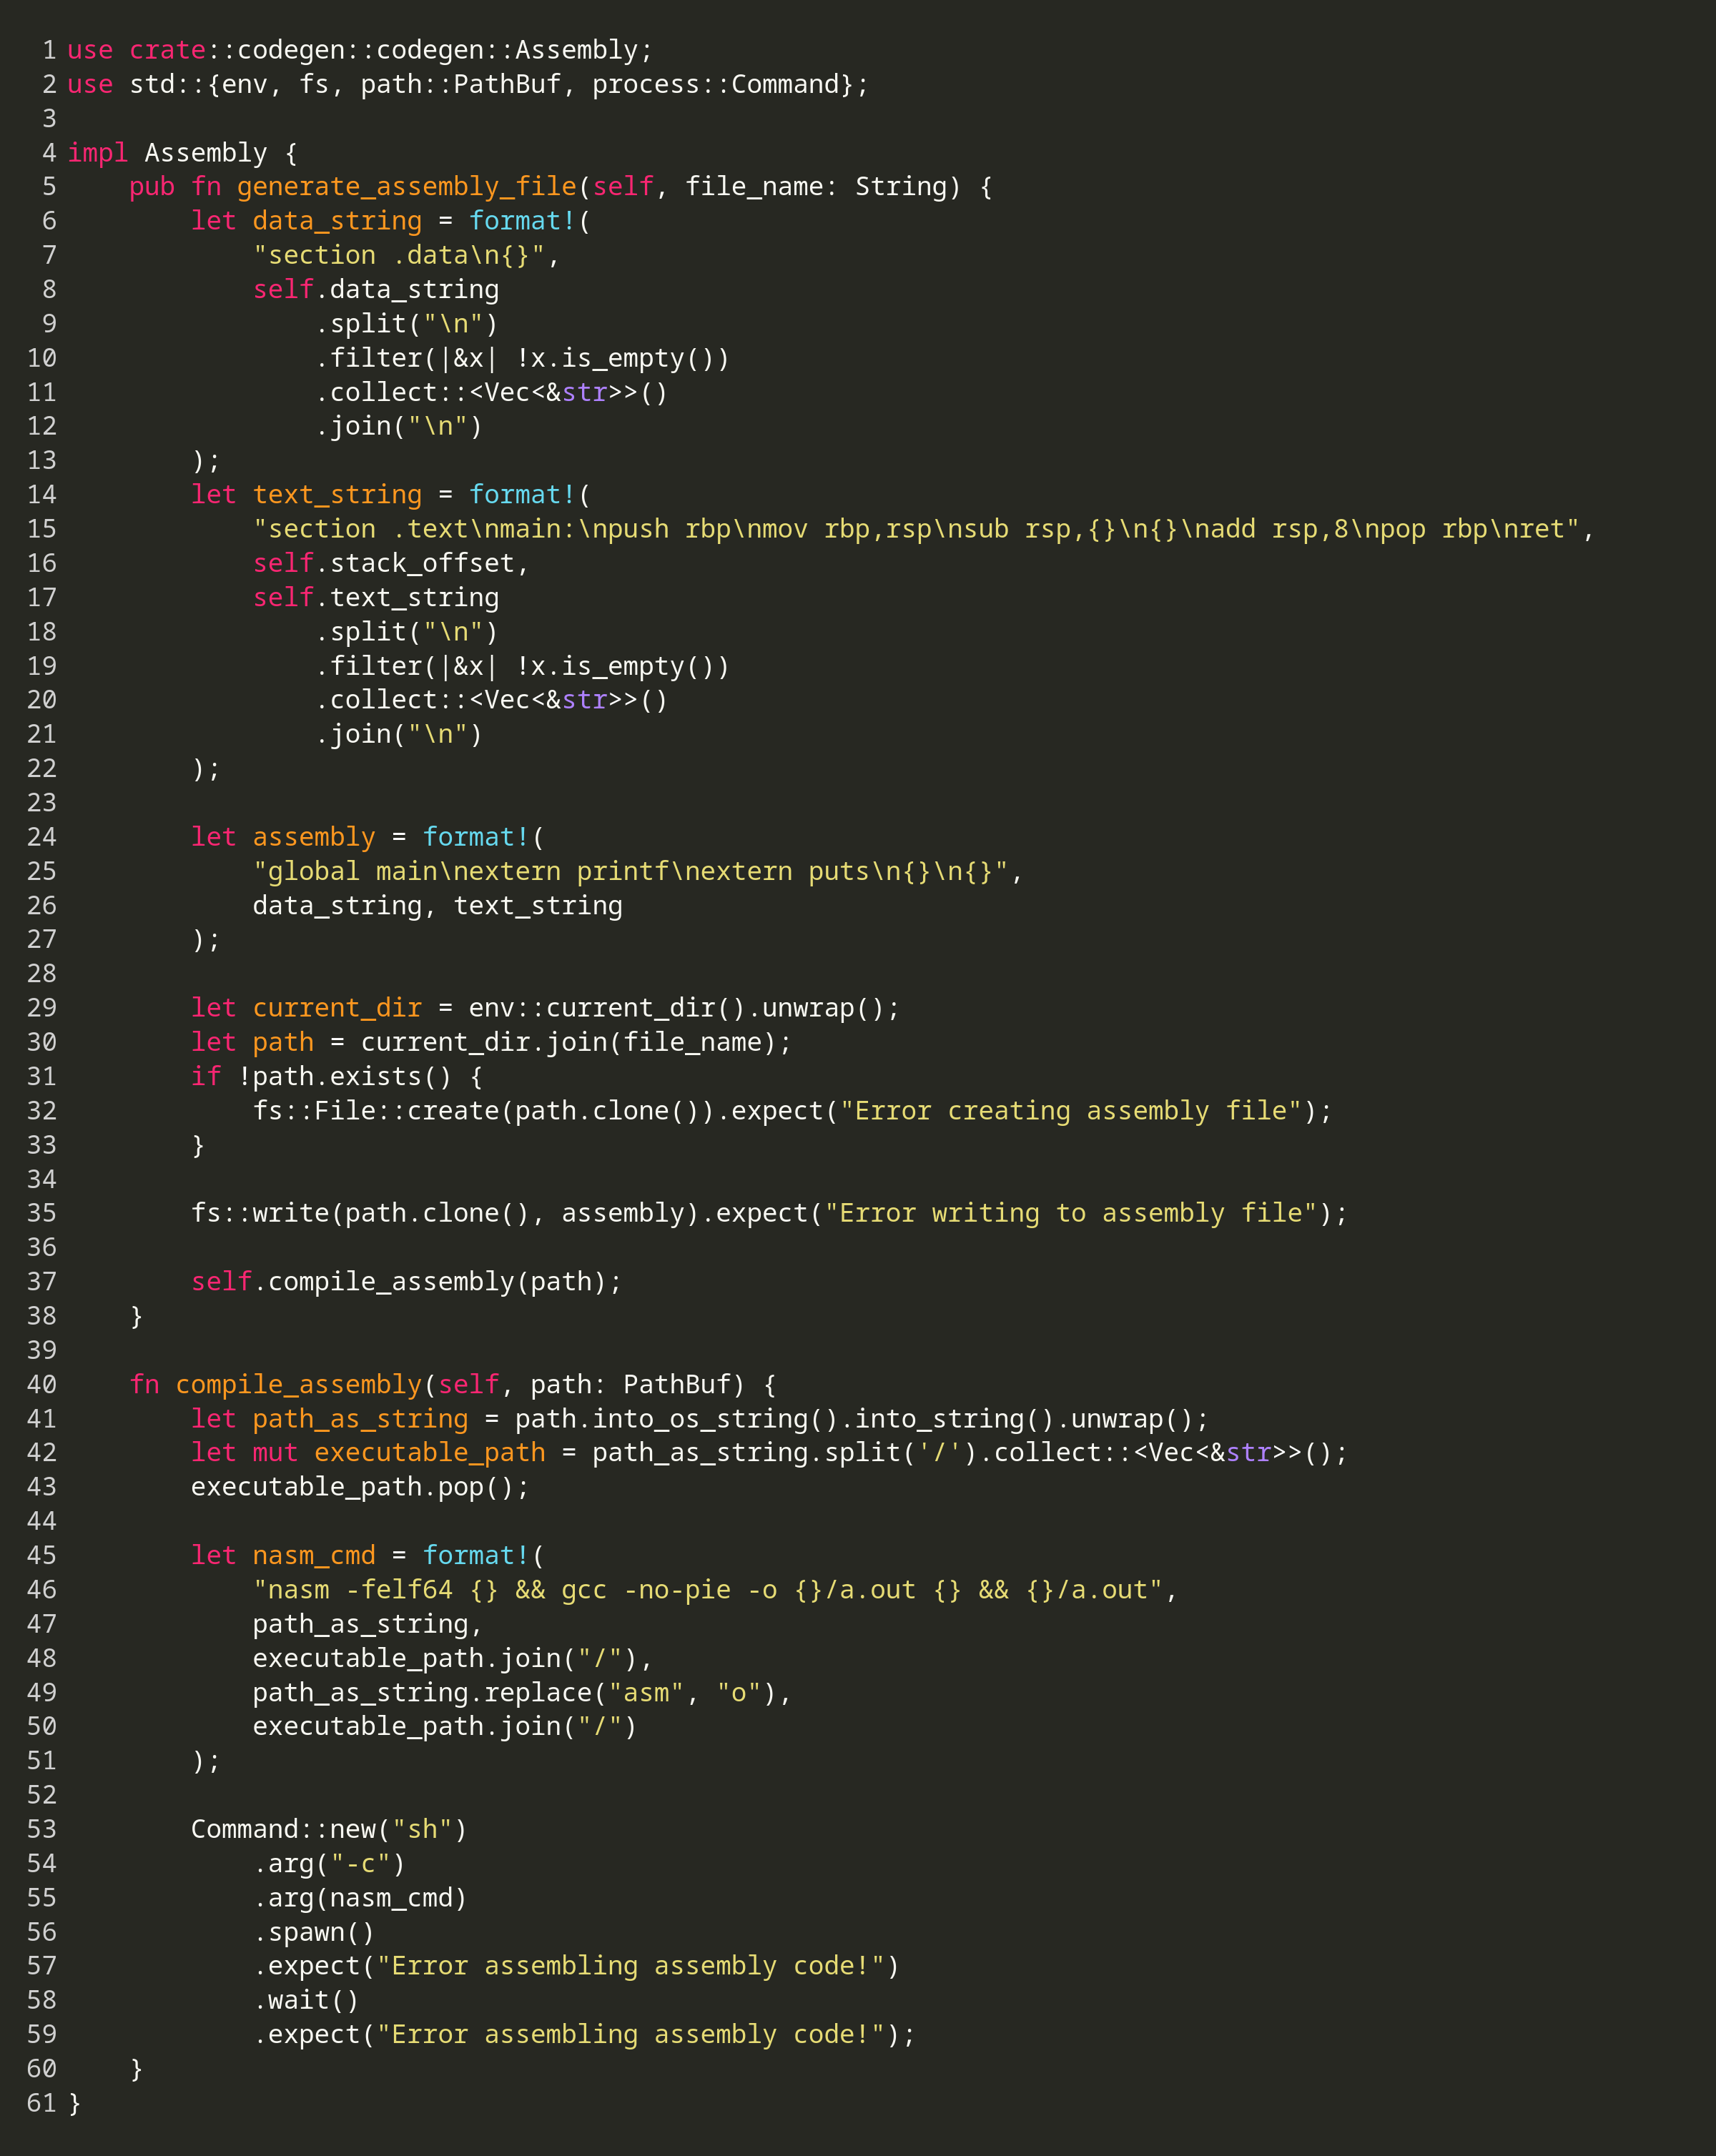 1 use crate::codegen::codegen::Assembly;
2 use std::{env, fs, path::PathBuf, process::Command};
3
4 impl Assembly {
5     pub fn generate_assembly_file(self, file_name: String) {
6         let data_string = format!(
7             "section .data\n{}",
8             self.data_string
9                 .split("\n")
10                 .filter(|&x| !x.is_empty())
11                 .collect::<Vec<&str>>()
12                 .join("\n")
13         );
14         let text_string = format!(
15             "section .text\nmain:\npush rbp\nmov rbp,rsp\nsub rsp,{}\n{}\nadd rsp,8\npop rbp\nret",
16             self.stack_offset,
17             self.text_string
18                 .split("\n")
19                 .filter(|&x| !x.is_empty())
20                 .collect::<Vec<&str>>()
21                 .join("\n")
22         );
23
24         let assembly = format!(
25             "global main\nextern printf\nextern puts\n{}\n{}",
26             data_string, text_string
27         );
28
29         let current_dir = env::current_dir().unwrap();
30         let path = current_dir.join(file_name);
31         if !path.exists() {
32             fs::File::create(path.clone()).expect("Error creating assembly file");
33         }
34
35         fs::write(path.clone(), assembly).expect("Error writing to assembly file");
36
37         self.compile_assembly(path);
38     }
39
40     fn compile_assembly(self, path: PathBuf) {
41         let path_as_string = path.into_os_string().into_string().unwrap();
42         let mut executable_path = path_as_string.split('/').collect::<Vec<&str>>();
43         executable_path.pop();
44
45         let nasm_cmd = format!(
46             "nasm -felf64 {} && gcc -no-pie -o {}/a.out {} && {}/a.out",
47             path_as_string,
48             executable_path.join("/"),
49             path_as_string.replace("asm", "o"),
50             executable_path.join("/")
51         );
52
53         Command::new("sh")
54             .arg("-c")
55             .arg(nasm_cmd)
56             .spawn()
57             .expect("Error assembling assembly code!")
58             .wait()
59             .expect("Error assembling assembly code!");
60     }
61 }